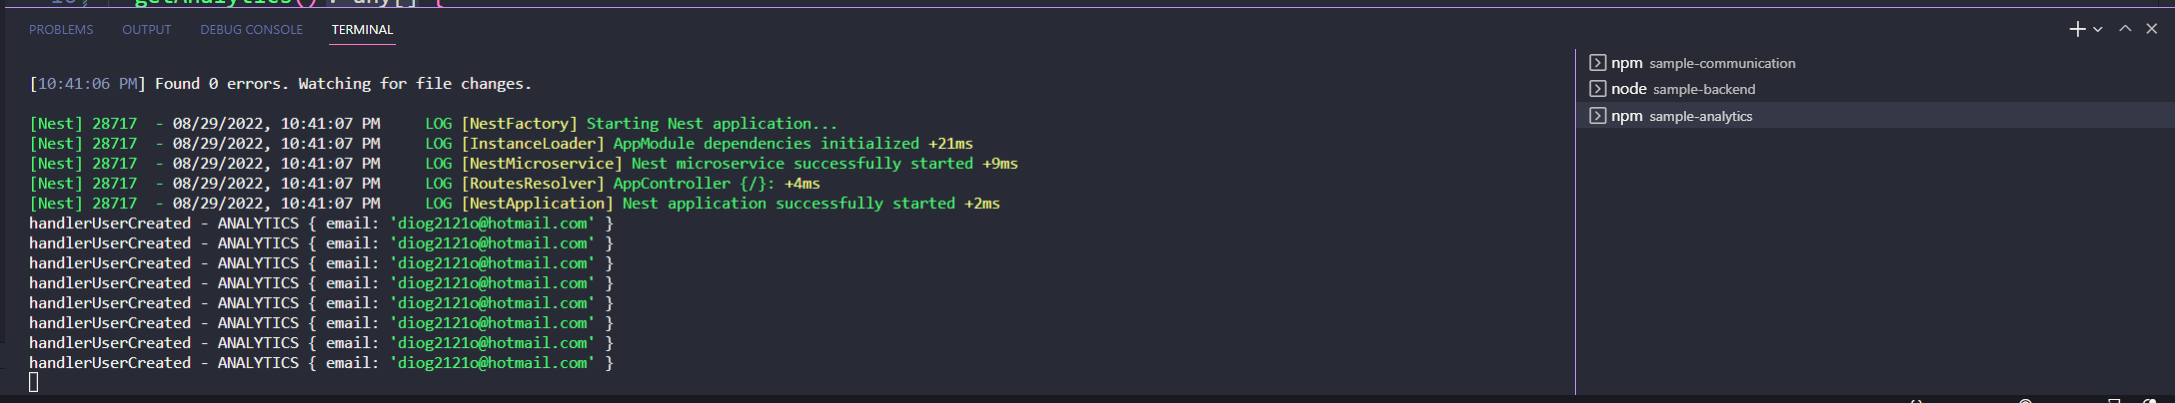 getAnalytics(): any[] {
PROBLEMS OUTPUT DEBUG CONSOLE TERMINAL
[10:41:06 PM] Found 0 errors. Watching for file changes.
[Nest] 28717  - 08/29/2022, 10:41:07 PM     LOG [NestFactory] Starting Nest application...
[Nest] 28717  - 08/29/2022, 10:41:07 PM     LOG [InstanceLoader] AppModule dependencies initialized +21ms
[Nest] 28717  - 08/29/2022, 10:41:07 PM     LOG [NestMicroservice] Nest microservice successfully started +9ms
[Nest] 28717  - 08/29/2022, 10:41:07 PM     LOG [RoutesResolver] AppController {/}: +4ms
[Nest] 28717  - 08/29/2022, 10:41:07 PM     LOG [NestApplication] Nest application successfully started +2ms
handlerUserCreated - ANALYTICS { email: 'diog2121o@hotmail.com' }
handlerUserCreated - ANALYTICS { email: 'diog2121o@hotmail.com' }
handlerUserCreated - ANALYTICS { email: 'diog2121o@hotmail.com' }
handlerUserCreated - ANALYTICS { email: 'diog2121o@hotmail.com' }
handlerUserCreated - ANALYTICS { email: 'diog2121o@hotmail.com' }
handlerUserCreated - ANALYTICS { email: 'diog2121o@hotmail.com' }
handlerUserCreated - ANALYTICS { email: 'diog2121o@hotmail.com' }
handlerUserCreated - ANALYTICS { email: 'diog2121o@hotmail.com' }
npm sample-communication
node sample-backend
npm sample-analytics